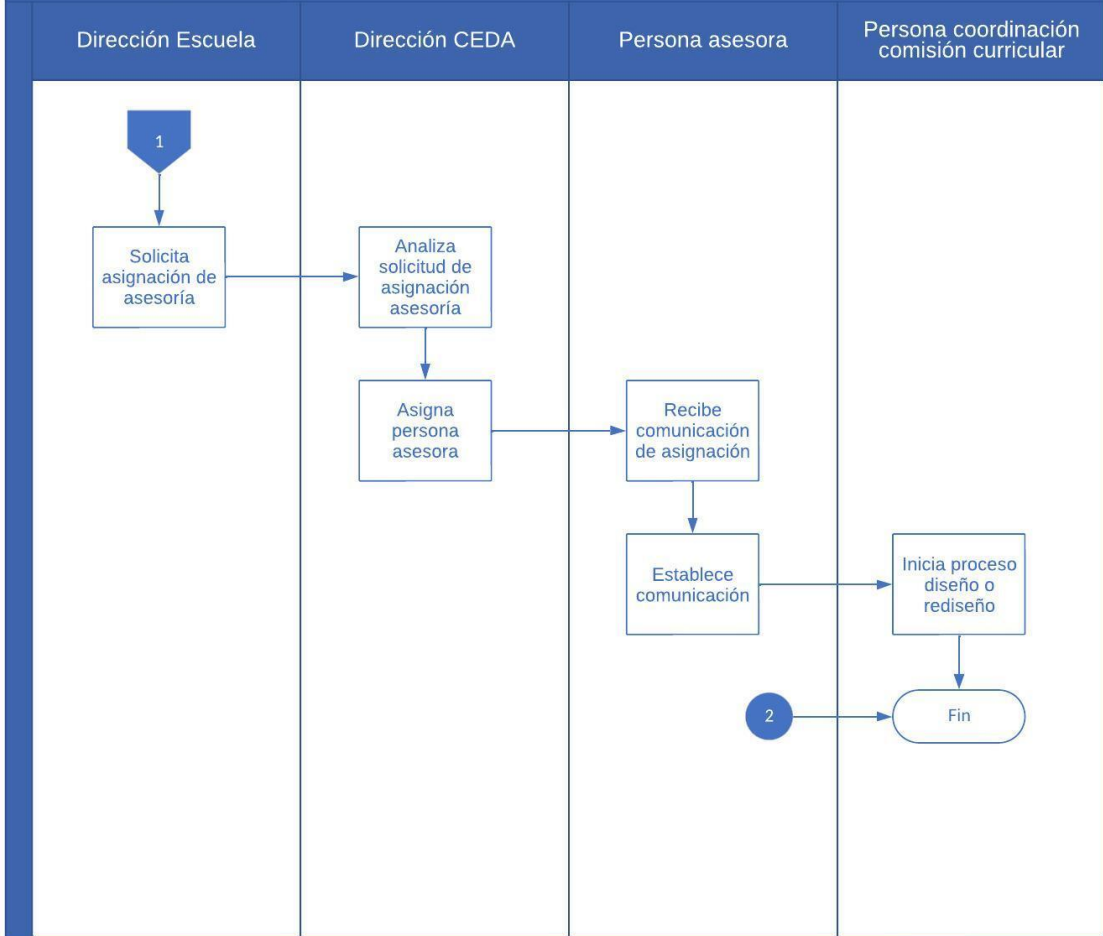 Dirección Escuela
Dirección CEDA
Persona asesora
Persona coordinación
comisión curricular
1
Solicita
asignación de
asesoría
Analiza
solicitud de
asignación
asesoría
Asigna
persona
asesora
Recibe
comunicación
de asignación
Establece
comunicación
Inicia proceso
diseño o
rediseño
2
Fin